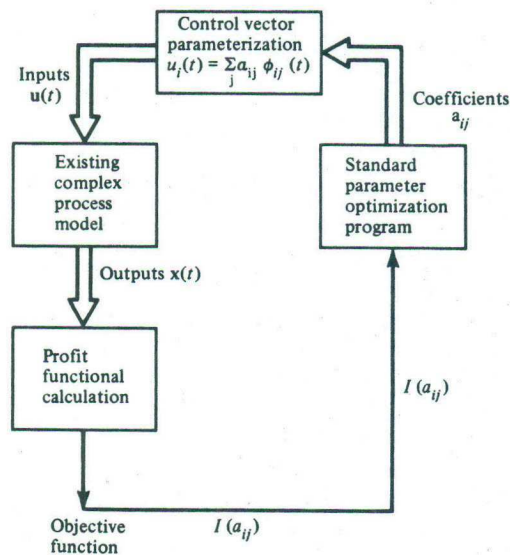 Control vector
parameterization
u_i(t) = Σ_j a_ij ϕ_ij (t)
Inputs
u(t)
Coefficients
a_ij
Existing
complex
process
model
Standard
parameter
optimization
program
Outputs x(t)
Profit
functional
calculation
I (a_ij)
I (a_ij)
Objective
function